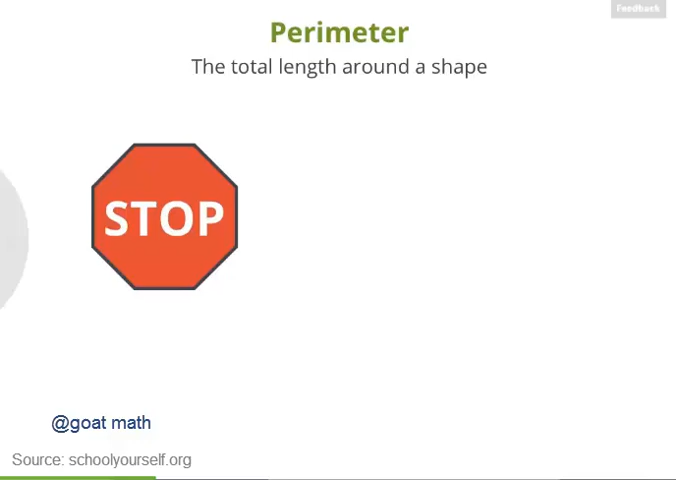 Feedback
Perimeter
The total length around a shape
STOP
@goat math
Source: schoolyourself.org